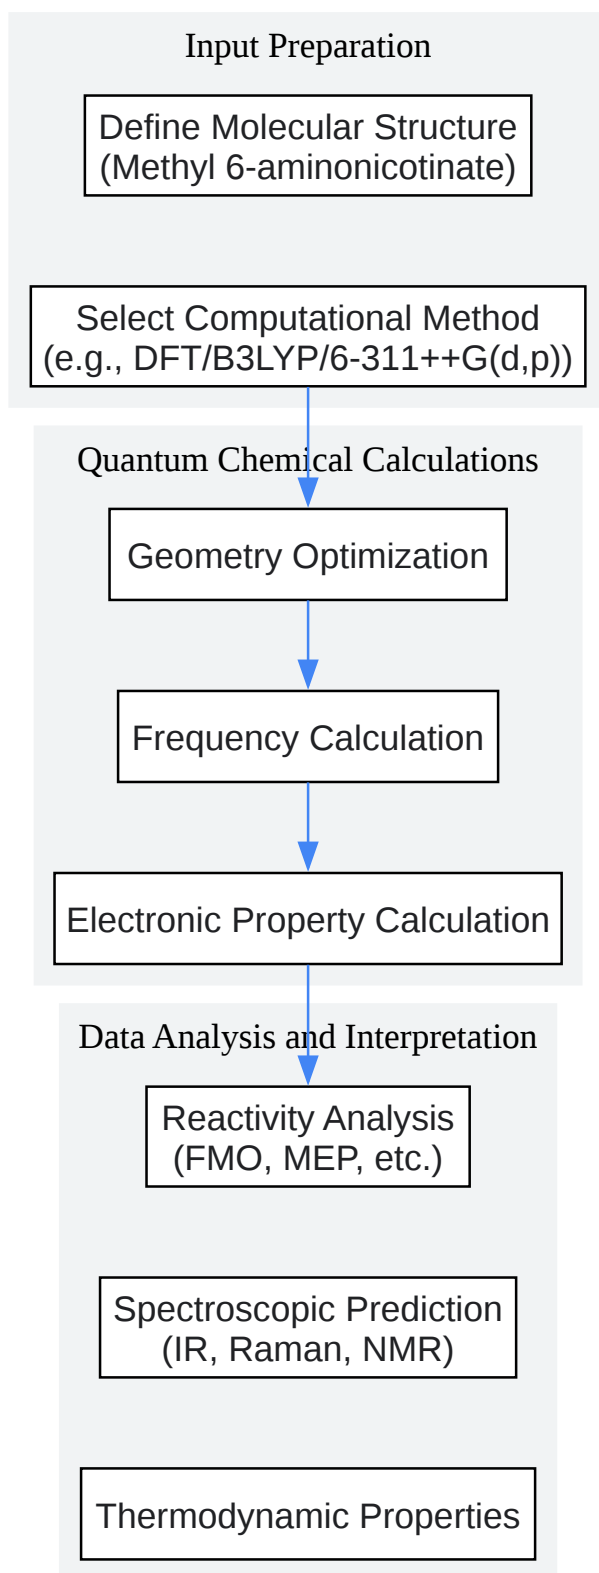 Input Preparation
Define Molecular Structure
(Methyl 6-aminonicotinate)
Select Computational Method
(e.g., DFT/B3LYP/6-311++G(d,p))
Quantum Chemical Calculations
Geometry Optimization
Frequency Calculation
Electronic Property Calculation
Data Analysis and Interpretation
Reactivity Analysis
(FMO, MEP, etc.)
Spectroscopic Prediction
(IR, Raman, NMR)
Thermodynamic Properties